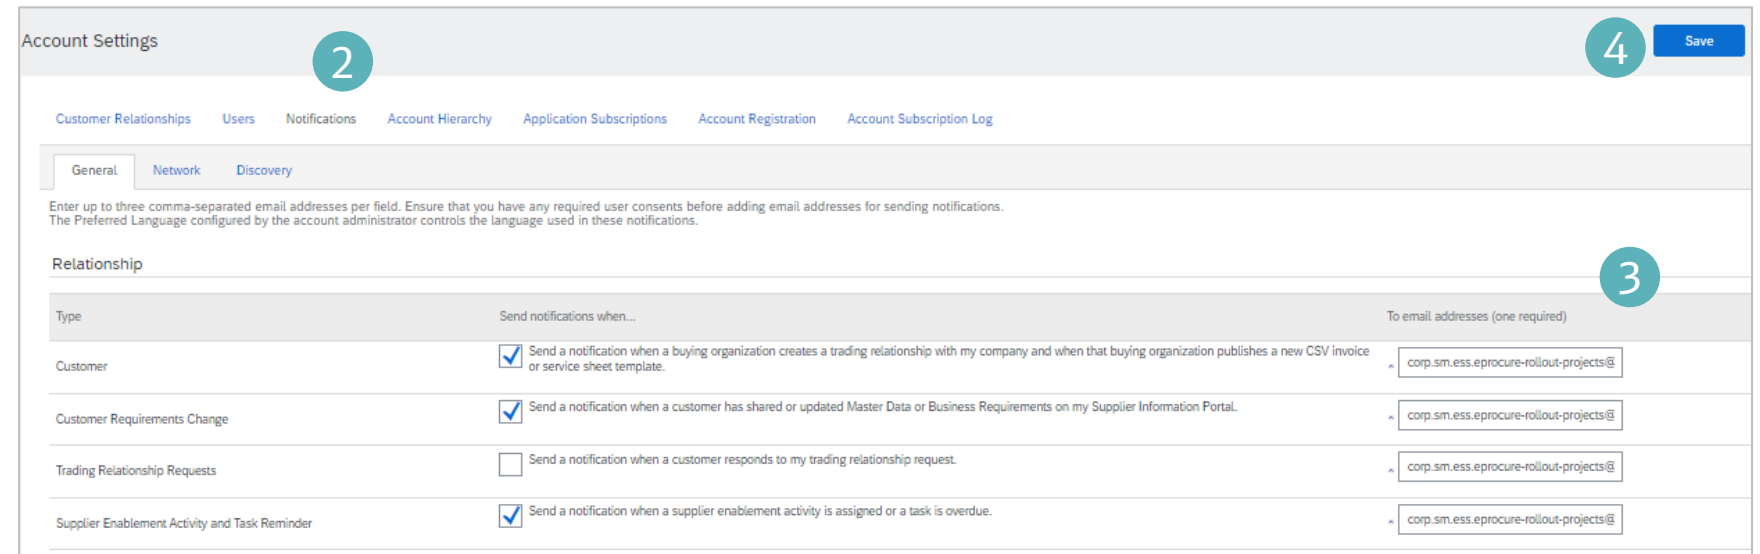 Account Settings
2
4
Save
Customer Relationships Users Notifications Account Hierarchy Application Subscriptions Account Registration Account Subscription Log
General Network Discovery
Enter up to three comma-separated email addresses per field. Ensure that you have any required user consents before adding email addresses for sending notifications.
The Preferred Language configured by the account administrator controls the language used in these notifications.
Relationship
3
Type Send notifications when... To email addresses (one required)
Customer
Send a notification when a buying organization creates a trading relationship with my company and when that buying organization publishes a new CSV invoice
or service sheet template.
* corp.sm.ess.eprocure-rollout-projects@
Customer Requirements Change Send a notification when a customer has shared or updated Master Data or Business Requirements on my Supplier Information Portal. * corp.sm.ess.eprocure-rollout-projects@
Trading Relationship Requests Send a notification when a customer responds to my trading relationship request. * corp.sm.ess.eprocure-rollout-projects@
Supplier Enablement Activity and Task Reminder Send a notification when a supplier enablement activity is assigned or a task is overdue. * corp.sm.ess.eprocure-rollout-projects@